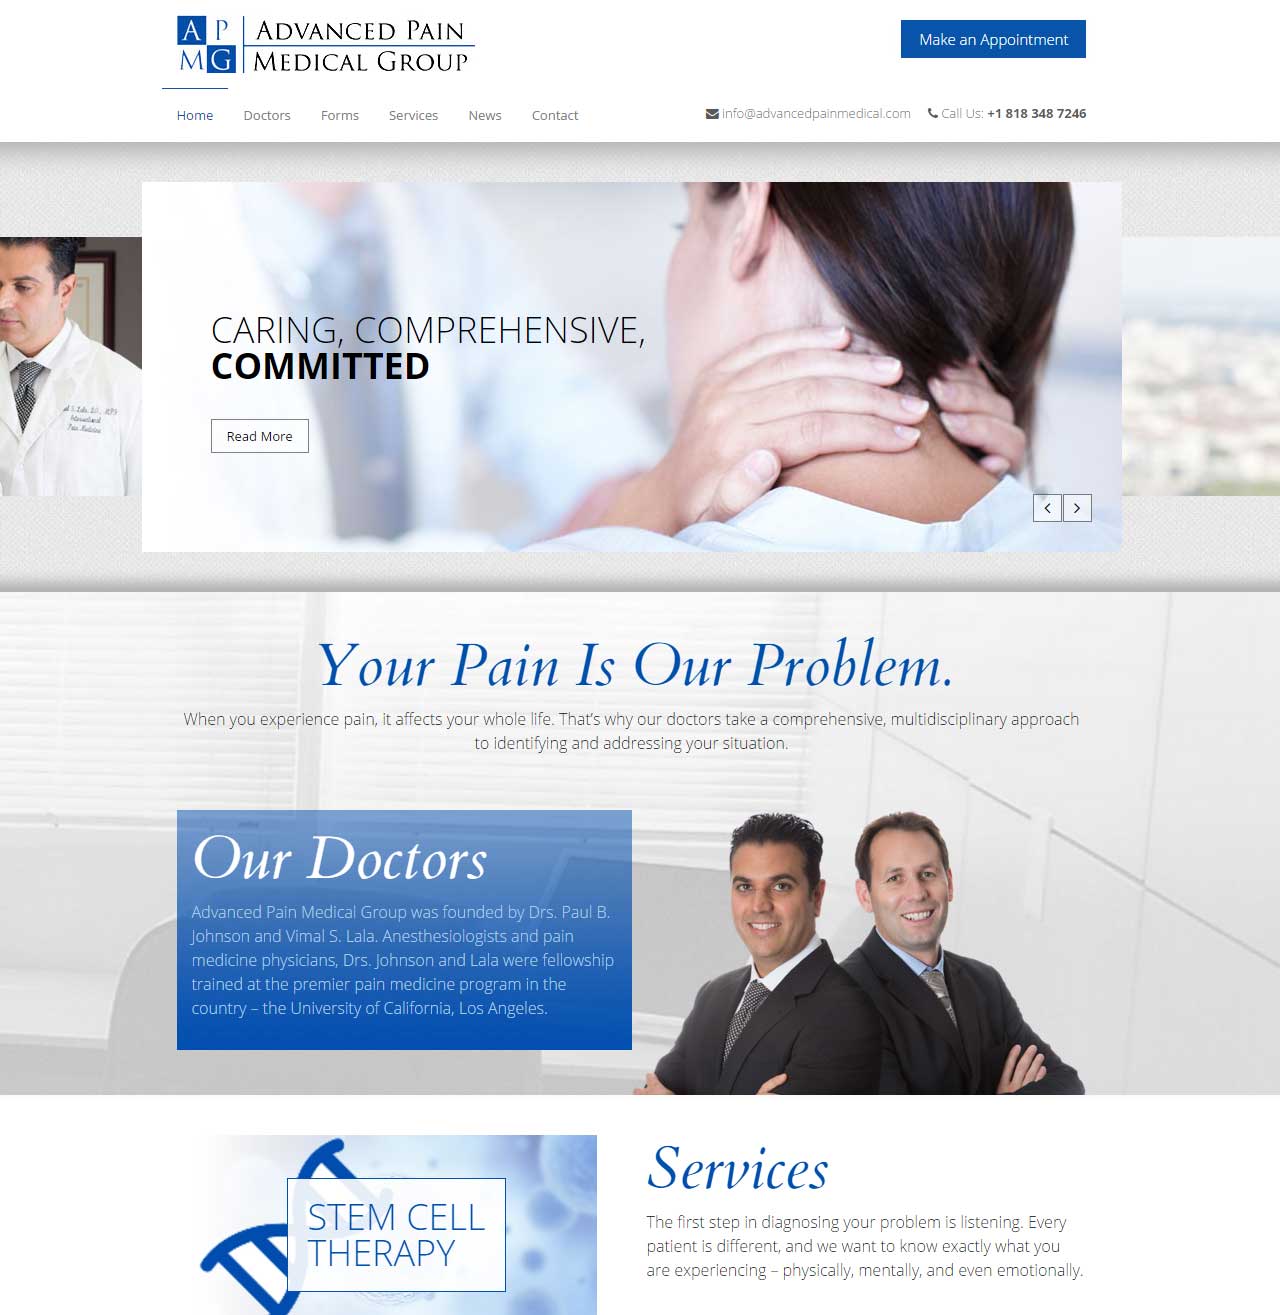 A P
MG
ADVANCED PAIN
MEDICAL GROUP
Make an Appointment
Home Doctors Forms Services News Contact
info@advancedpainmedical.com Call Us: +1 818 348 7246
CARING, COMPREHENSIVE,
COMMITTED
Read More
International
Pain Medicine
Your Pain Is Our Problem.
When you experience pain, it affects your whole life. That’s why our doctors take a comprehensive, multidisciplinary approach
to identifying and addressing your situation.
Our Doctors
Advanced Pain Medical Group was founded by Drs. Paul B.
Johnson and Vimal S. Lala. Anesthesiologists and pain
medicine physicians, Drs. Johnson and Lala were fellowship
trained at the premier pain medicine program in the
country – the University of California, Los Angeles.
STEM CELL
THERAPY
Services
The first step in diagnosing your problem is listening. Every
patient is different, and we want to know exactly what you
are experiencing – physically, mentally, and even emotionally.